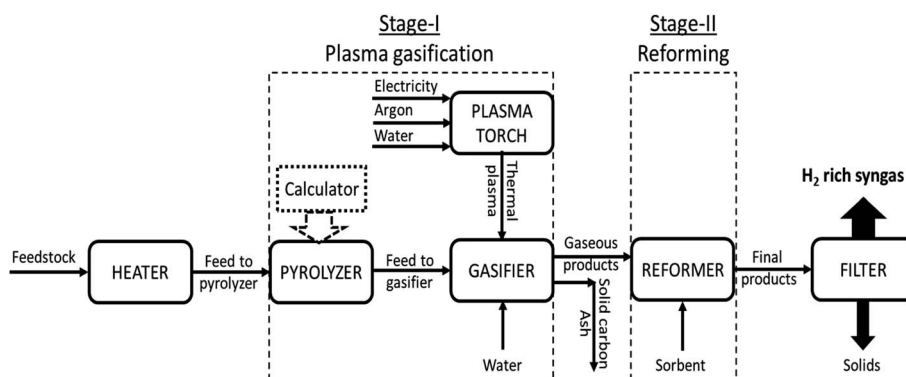 Stage-I
Plasma gasification
Stage-II
Reforming
Electricity
Argon
Water
PLASMA
TORCH
Thermal
plasma
Calculator
H₂ rich syngas
Feedstock
HEATER
Feed to
pyrolyzer
PYROLYZER
Feed to
gasifier
GASIFIER
Gaseous
products
Solid carbon
Ash
REFORMER
Final
products
FILTER
Water
Sorbent
Solids